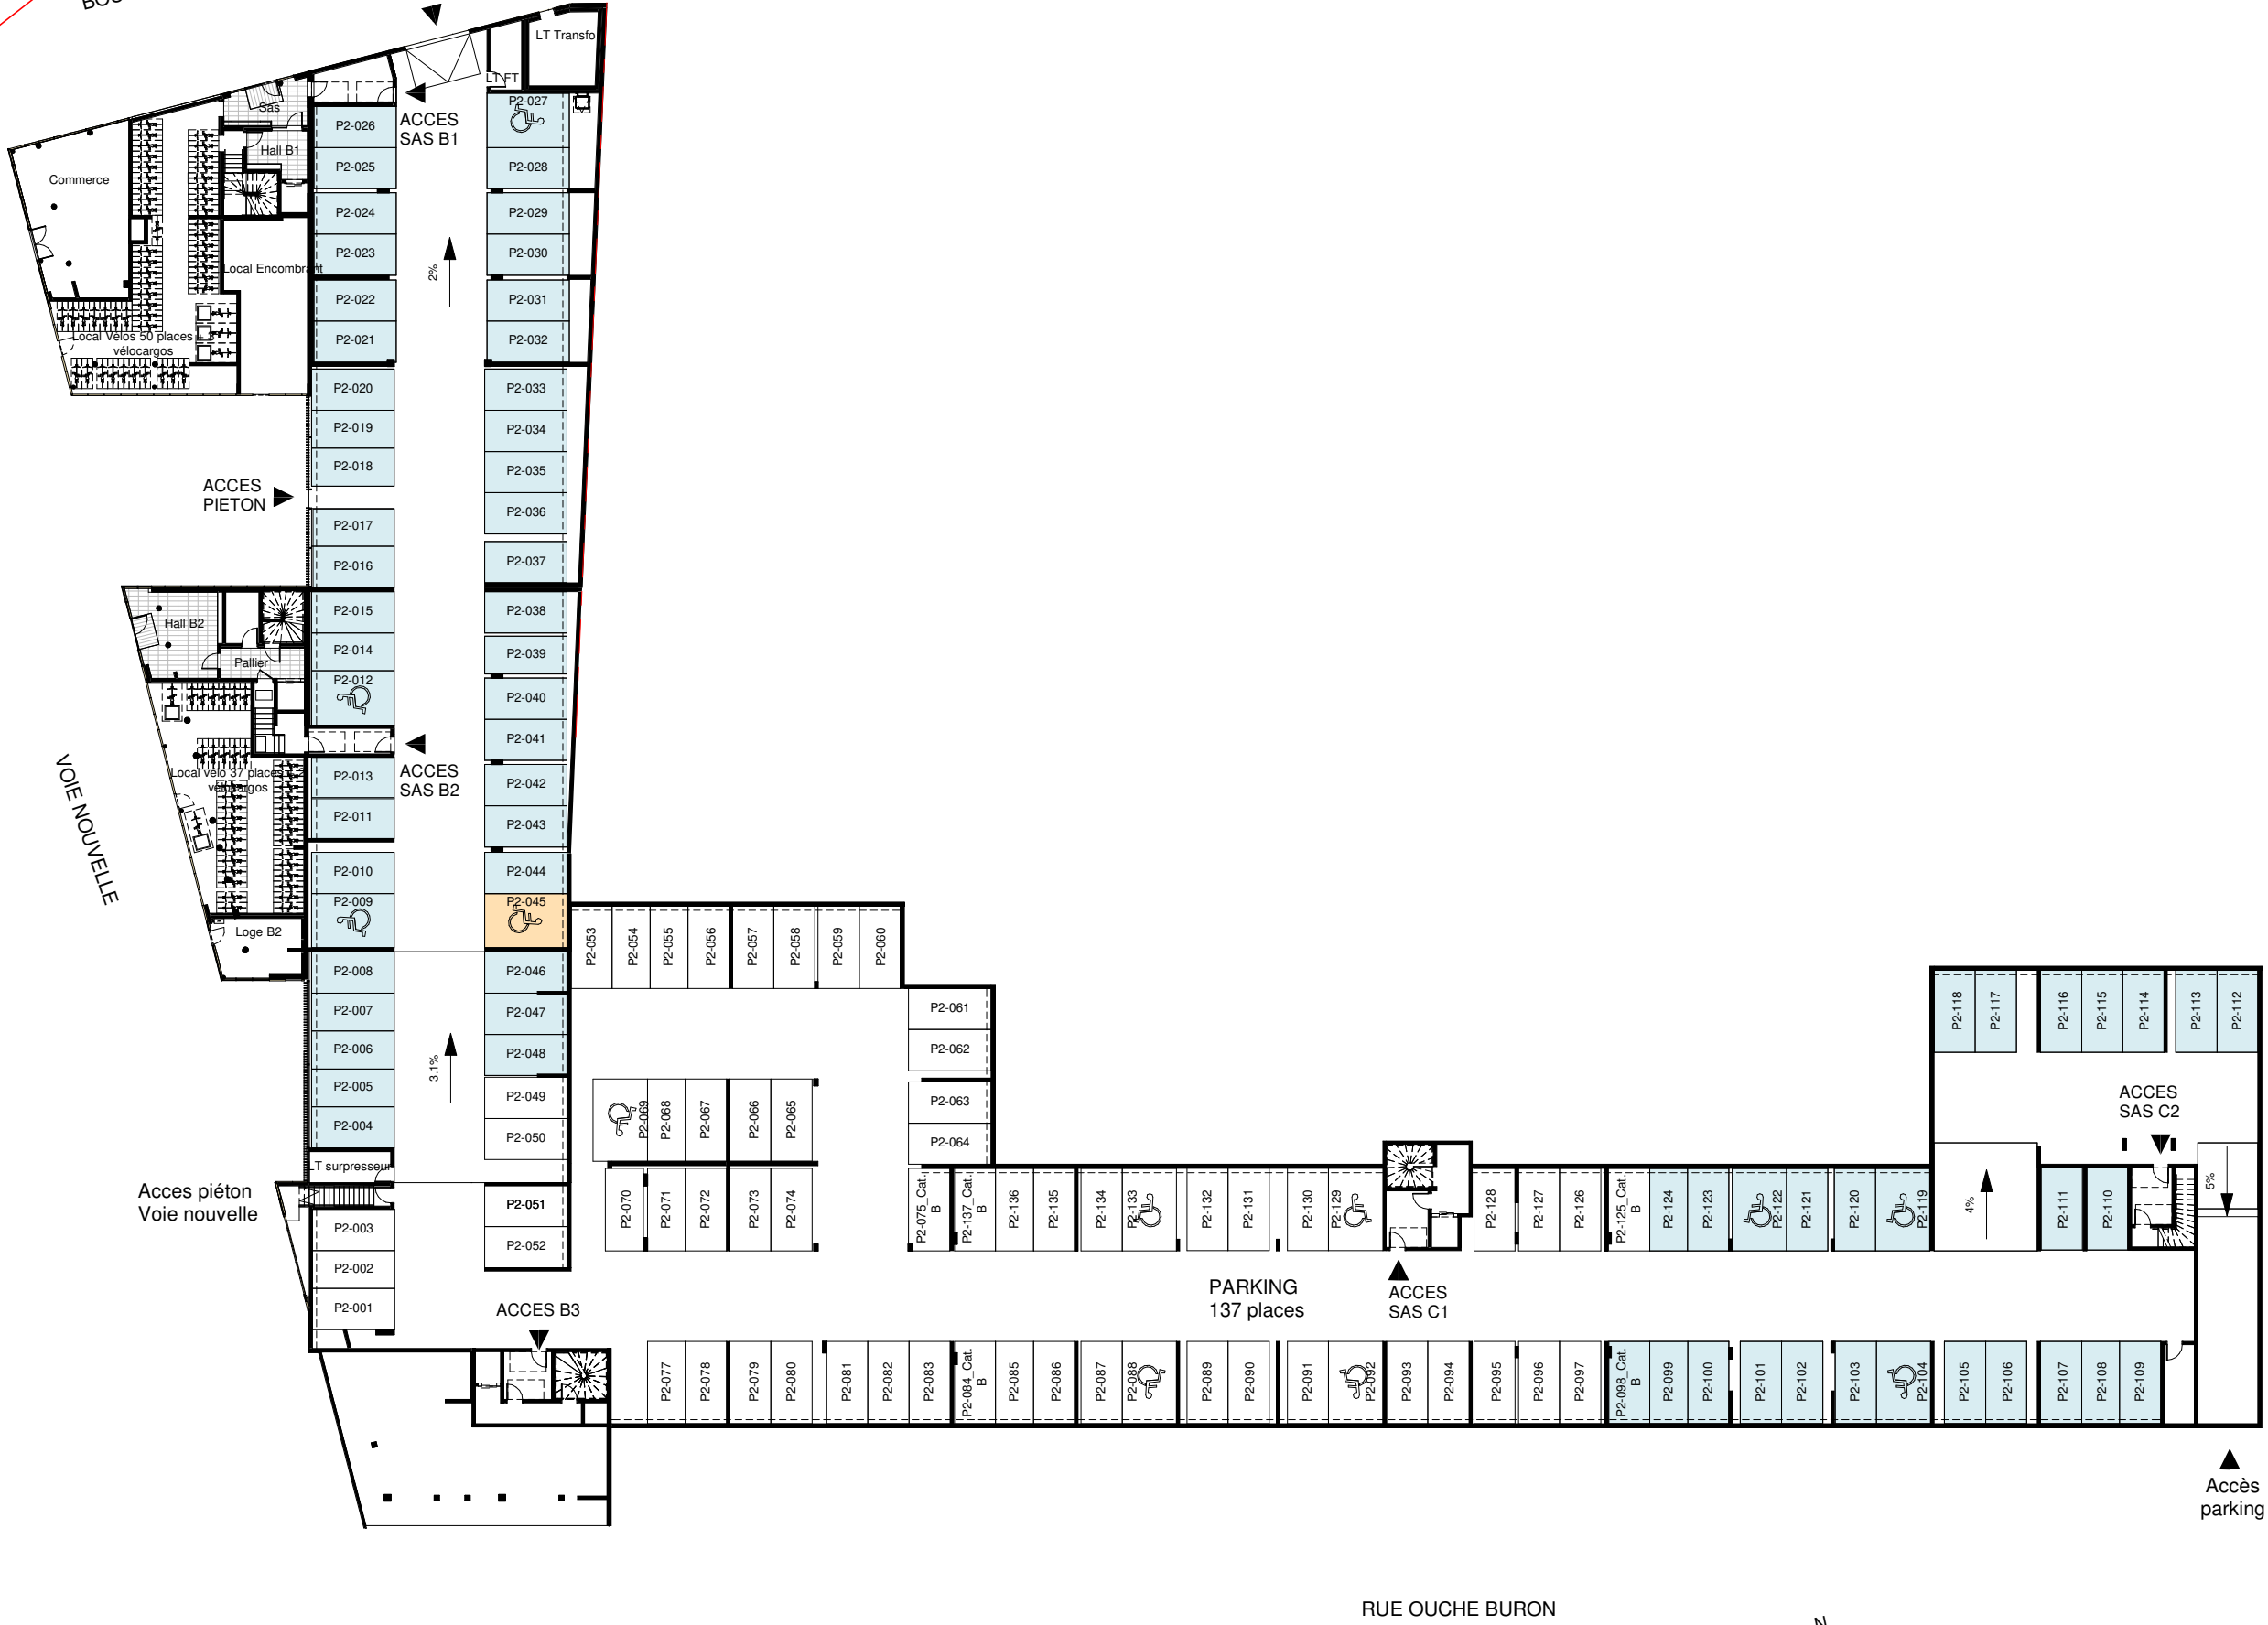 LT Transfo
LT FT
Sas
Hall B1
Commerce
Local Encombrant
Local Vélos 50 places
vélocargos
ACCES
SAS B1
P2-026
P2-025
P2-024
P2-023
P2-022
P2-021
P2-020
P2-019
P2-018
P2-017
P2-016
P2-015
P2-014
P2-012
P2-013
P2-011
P2-010
P2-009
P2-008
P2-007
P2-006
P2-005
P2-004
LT surpresseur
P2-003
P2-002
P2-001
2%
3.1%
P2-027
P2-028
P2-029
P2-030
P2-031
P2-032
P2-033
P2-034
P2-035
P2-036
P2-037
P2-038
P2-039
P2-040
P2-041
P2-042
P2-043
P2-044
P2-045
P2-046
P2-047
P2-048
P2-049
P2-050
P2-051
P2-052
ACCES
PIETON
Hall B2
Pallier
ACCES
SAS B2
Local vélo 37 places
vélocargos
Loge B2
VOIE NOUVELLE
Acces piéton
Voie nouvelle
ACCES B3
P2-053
P2-054
P2-055
P2-056
P2-057
P2-058
P2-059
P2-060
P2-061
P2-062
P2-063
P2-064
P2-069
P2-068
P2-067
P2-066
P2-065
P2-070
P2-071
P2-072
P2-073
P2-074
P2-075_Cat.
B
P2-137_Cat.
B
P2-136
P2-135
P2-134
P2-133
P2-132
P2-131
P2-130
P2-129
P2-128
P2-127
P2-126
P2-125_Cat.
B
P2-124
P2-123
P2-122
P2-121
P2-120
P2-119
4%
P2-111
P2-110
5%
P2-118
P2-117
P2-116
P2-115
P2-114
P2-113
P2-112
ACCES
SAS C2
PARKING
137 places
ACCES
SAS C1
P2-077
P2-078
P2-079
P2-080
P2-081
P2-082
P2-083
P2-084_Cat.
B
P2-085
P2-086
P2-087
P2-088
P2-089
P2-090
P2-091
P2-092
P2-093
P2-094
P2-095
P2-096
P2-097
P2-098_Cat.
B
P2-099
P2-100
P2-101
P2-102
P2-103
P2-104
P2-105
P2-106
P2-107
P2-108
P2-109
Accès
parking
RUE OUCHE BURON